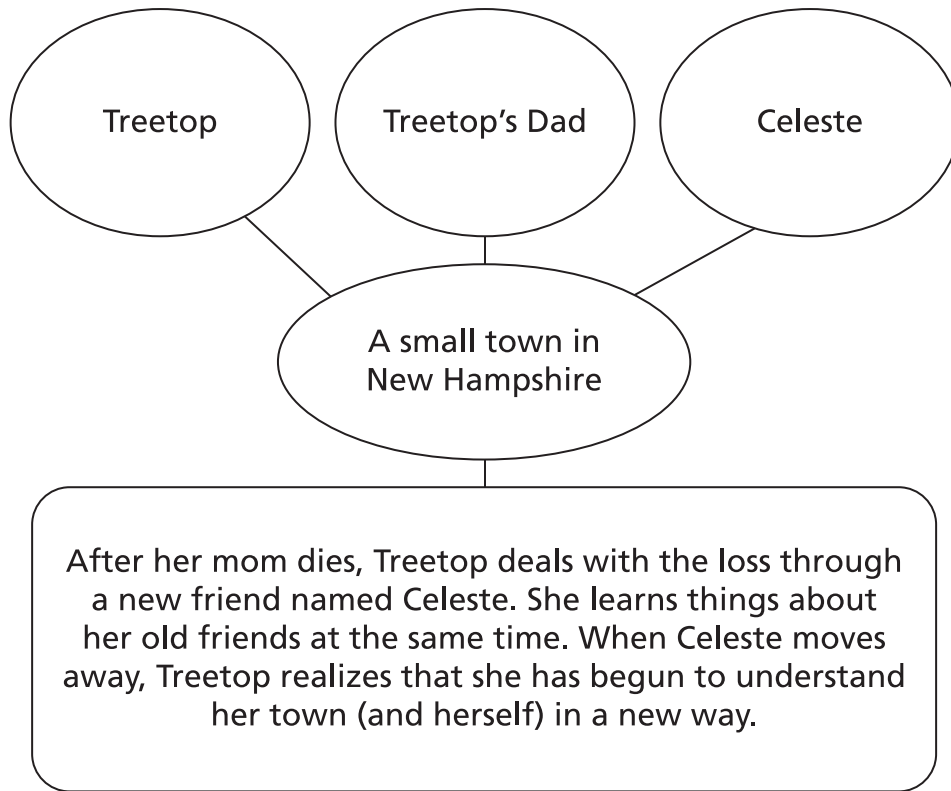 Treetop
Treetop’s Dad
Celeste
A small town in
New Hampshire
After her mom dies, Treetop deals with the loss through
a new friend named Celeste. She learns things about
her old friends at the same time. When Celeste moves
away, Treetop realizes that she has begun to understand
her town (and herself) in a new way.